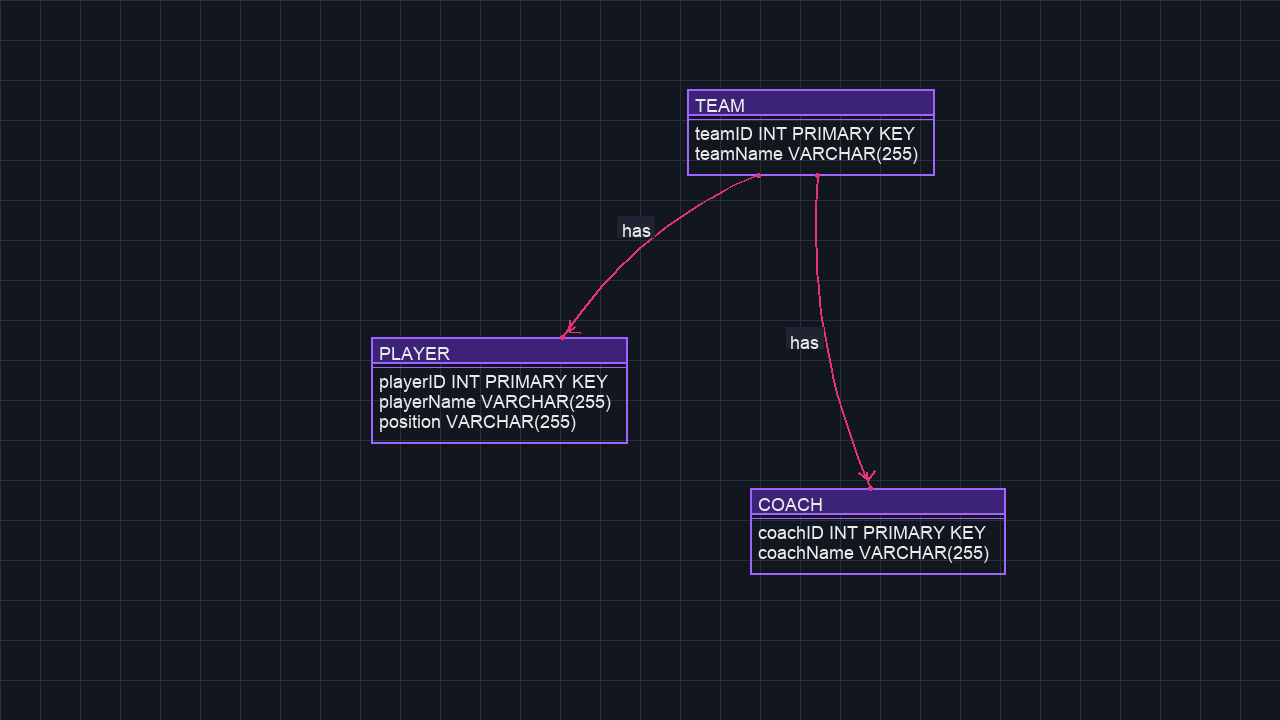 TEAM
teamID INT PRIMARY KEY
teamName VARCHAR(255)
has
has
PLAYER
playerID INT PRIMARY KEY
playerName VARCHAR(255)
position VARCHAR(255)
COACH
coachID INT PRIMARY KEY
coachName VARCHAR(255)